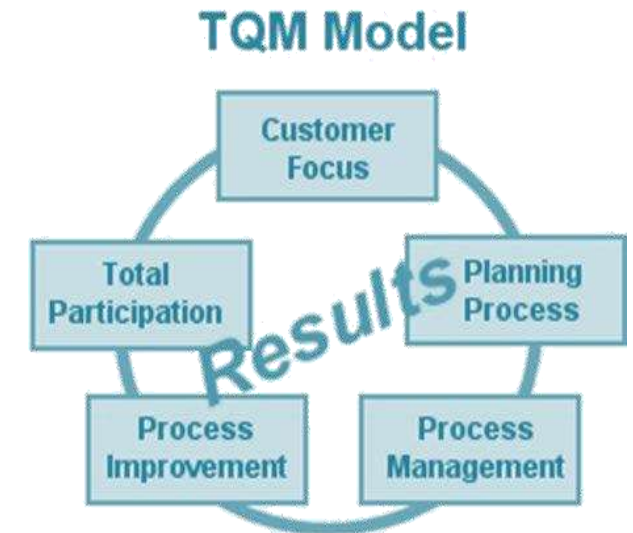 TQM Model
Customer
Focus
Total
Participation
Results
Planning
Process
Process
Improvement
Process
Management